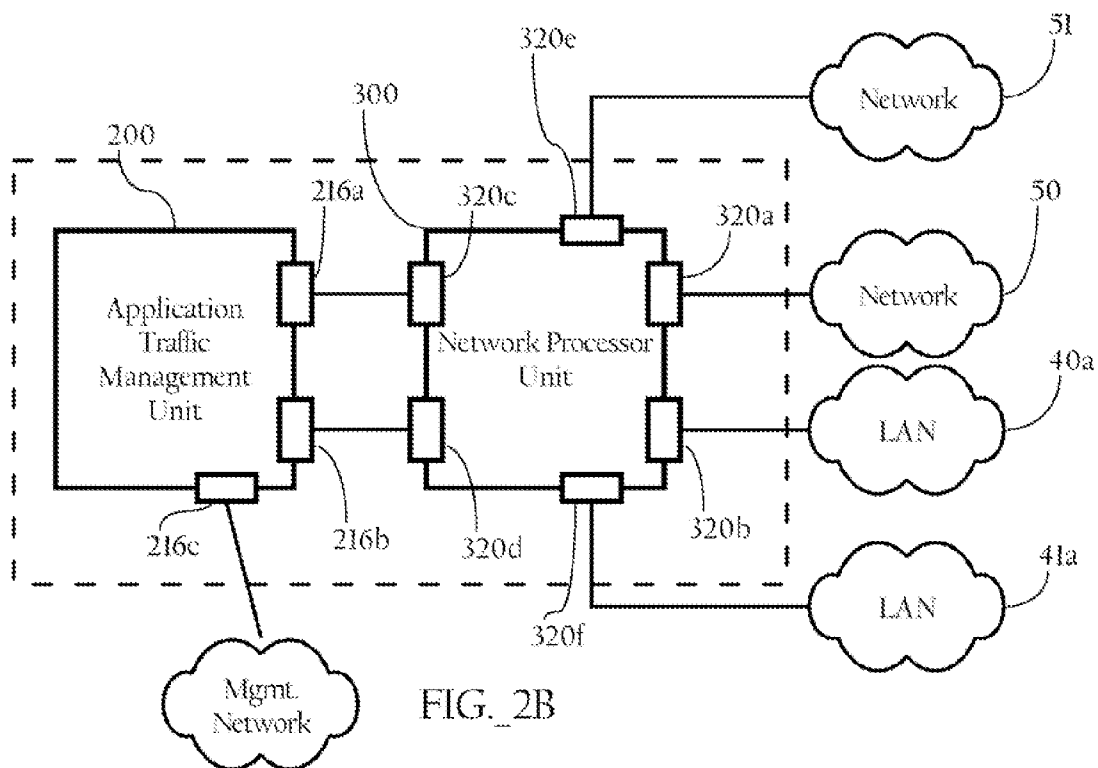 320e
51
Network
300
200
216a
320c
50
320a
Network
Application
Traffic
Management
Unit
Network Processor
Unit
40a
LAN
216c
216b
320d
320b
41a
LAN
320f
Mgmt.
Network
FIG._2B